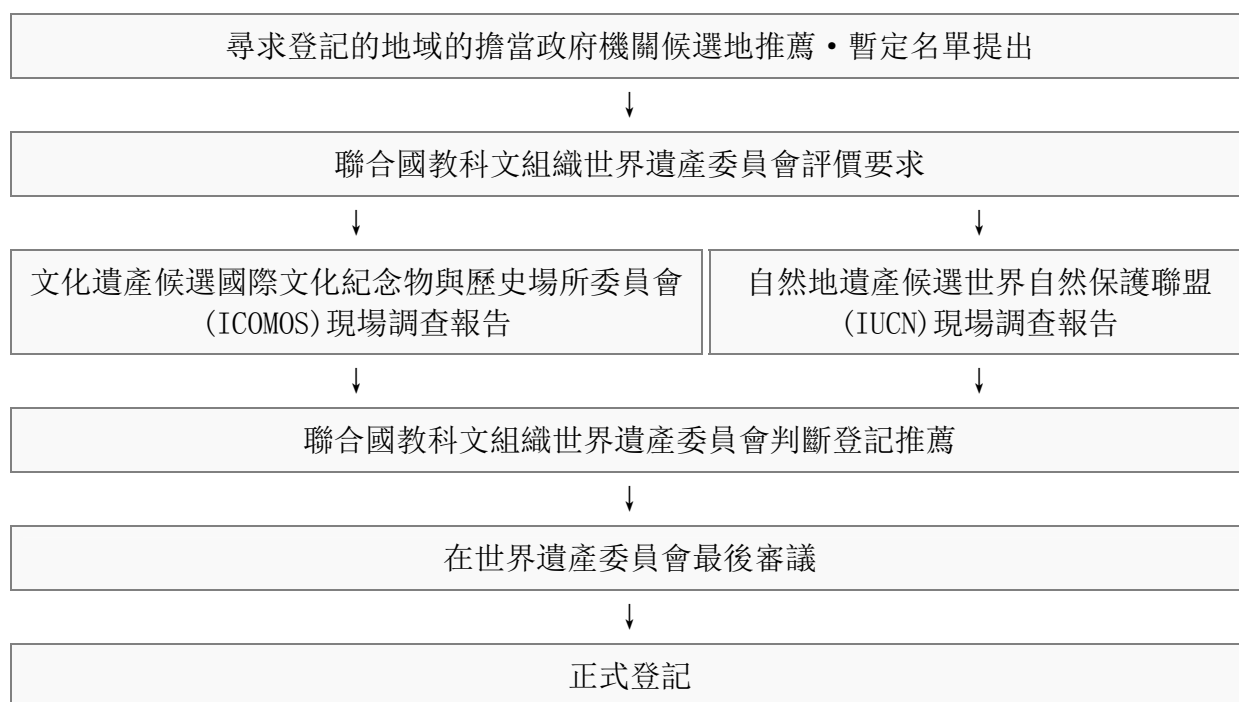 尋求登記的地域的擔當政府機關候選地推薦・暫定名單提出
↓
聯合國教科文組織世界遺產委員會評價要求
↓ ↓
文化遺產候選國際文化紀念物與歷史場所委員會
(ICOMOS)現場調查報告
自然地遺產候選世界自然保護聯盟
(IUCN)現場調查報告
↓ ↓
聯合國教科文組織世界遺產委員會判斷登記推薦
↓
在世界遺產委員會最後審議
↓
正式登記